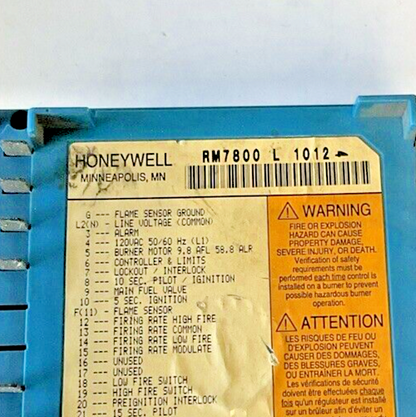 HONEYWELL
MINNEAPOLIS, MN
RM7800 L 1012
G --- FLAME SENSOR GROUND
L2(N) - LINE VOLTAGE (COMMON)
3 --- ALARM
4 --- 120VAC 50/60 Hz (L1)
5 --- BURNER MOTOR 9.8 AFL 58.8 ALR
6 --- CONTROLLER & LIMITS
7 --- LOCKOUT / INTERLOCK
8 --- 10 SEC. PILOT / IGNITION
9 --- MAIN FUEL VALVE
10 --- 5 SEC. IGNITION
F(11) - FLAME SENSOR
12 --- FIRING RATE HIGH FIRE
13 --- FIRING RATE COMMON
14 --- FIRING RATE LOW FIRE
15 --- FIRING RATE MODULATE
16 --- UNUSED
17 --- UNUSED
18 --- LOW FIRE SWITCH
19 --- HIGH FIRE SWITCH
20 --- PREIGNITION INTERLOCK
21 --- 15 SEC. PILOT
WARNING
FIRE OR EXPLOSION
HAZARD CAN CAUSE
PROPERTY DAMAGE,
SEVERE INJURY, OR DEATH.
Verification of safety
requirements must be
performed each time control is
installed on a burner to prevent
possible hazardous burner
operation.
ATTENTION
RISQUES DE FEU OU
D'EXPLOSION PEUVENT
CAUSER DES DOMMAGES,
DES BLESSURES GRAVES,
OU ENTRAÎNER LA MORT.
Les vérifications de sécurité
doivent être effectuées chaque
fois qu'un régulateur est installé
sur un brûleur afin d'éviter un